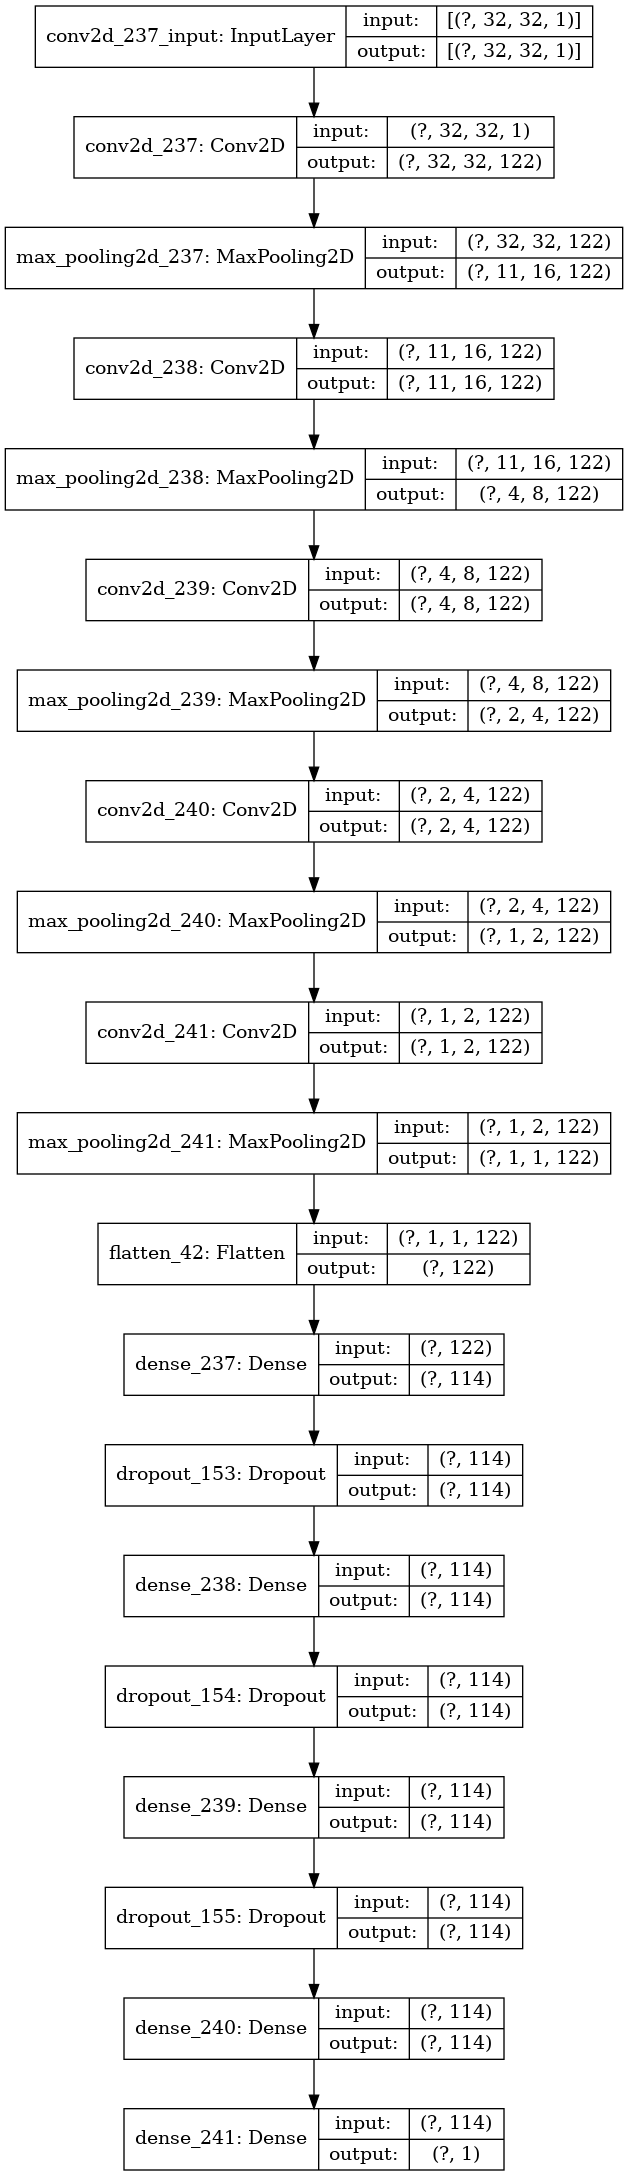 conv2d_237_input: InputLayer
input: [(?, 32, 32, 1)]
output: [(?, 32, 32, 1)]
conv2d_237: Conv2D
input: (?, 32, 32, 1)
output: (?, 32, 32, 122)
max_pooling2d_237: MaxPooling2D
input: (?, 32, 32, 122)
output: (?, 11, 16, 122)
conv2d_238: Conv2D
input: (?, 11, 16, 122)
output: (?, 11, 16, 122)
max_pooling2d_238: MaxPooling2D
input: (?, 11, 16, 122)
output: (?, 4, 8, 122)
conv2d_239: Conv2D
input: (?, 4, 8, 122)
output: (?, 4, 8, 122)
max_pooling2d_239: MaxPooling2D
input: (?, 4, 8, 122)
output: (?, 2, 4, 122)
conv2d_240: Conv2D
input: (?, 2, 4, 122)
output: (?, 2, 4, 122)
max_pooling2d_240: MaxPooling2D
input: (?, 2, 4, 122)
output: (?, 1, 2, 122)
conv2d_241: Conv2D
input: (?, 1, 2, 122)
output: (?, 1, 2, 122)
max_pooling2d_241: MaxPooling2D
input: (?, 1, 2, 122)
output: (?, 1, 1, 122)
flatten_42: Flatten
input: (?, 1, 1, 122)
output: (?, 122)
dense_237: Dense
input: (?, 122)
output: (?, 114)
dropout_153: Dropout
input: (?, 114)
output: (?, 114)
dense_238: Dense
input: (?, 114)
output: (?, 114)
dropout_154: Dropout
input: (?, 114)
output: (?, 114)
dense_239: Dense
input: (?, 114)
output: (?, 114)
dropout_155: Dropout
input: (?, 114)
output: (?, 114)
dense_240: Dense
input: (?, 114)
output: (?, 114)
dense_241: Dense
input: (?, 114)
output: (?, 1)